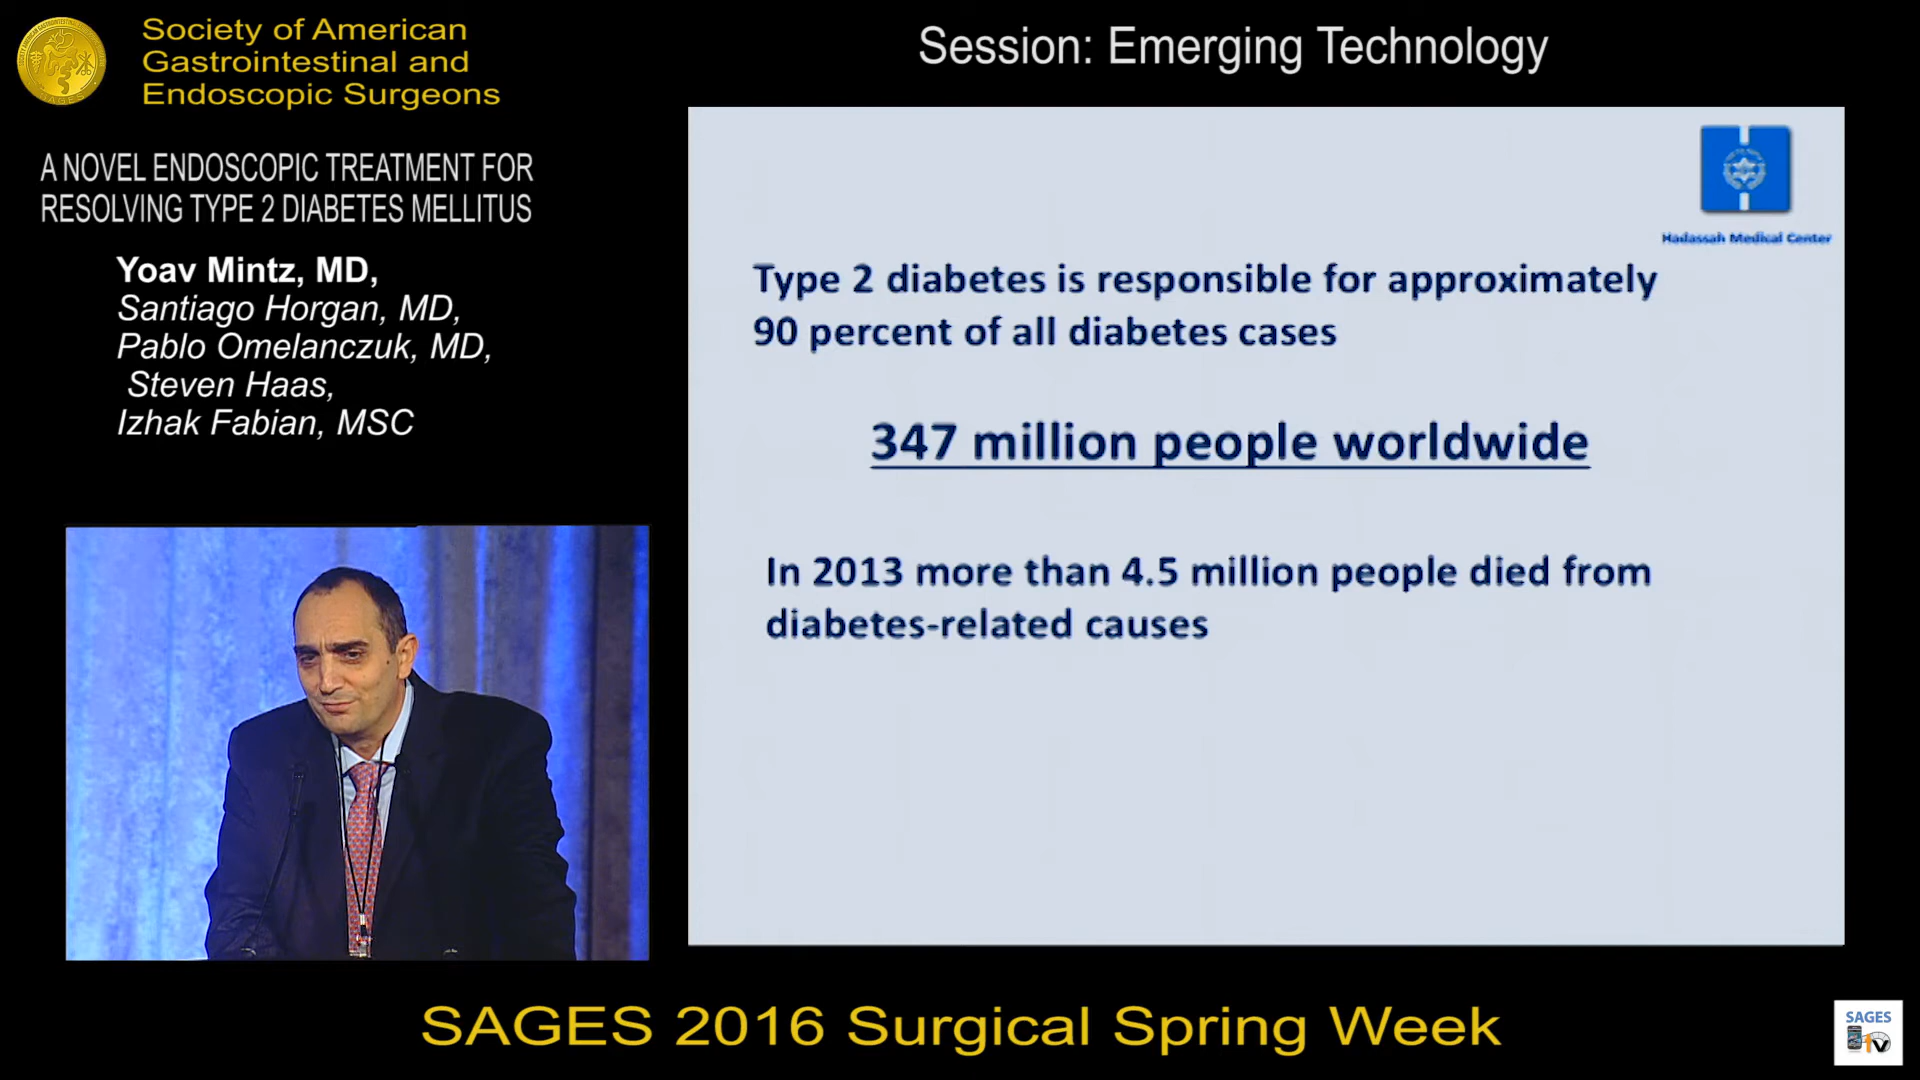 Society of American
Gastrointestinal and
Endoscopic Surgeons
SAGES
Session: Emerging Technology
A NOVEL ENDOSCOPIC TREATMENT FOR
RESOLVING TYPE 2 DIABETES MELLITUS
Yoav Mintz, MD,
Santiago Horgan, MD,
Pablo Omelanczuk, MD,
Steven Haas,
Izhak Fabian, MSC
Hadassah Medical Center
Type 2 diabetes is responsible for approximately
90 percent of all diabetes cases
347 million people worldwide
In 2013 more than 4.5 million people died from
diabetes-related causes
SAGES 2016 Surgical Spring Week
SAGES
TV